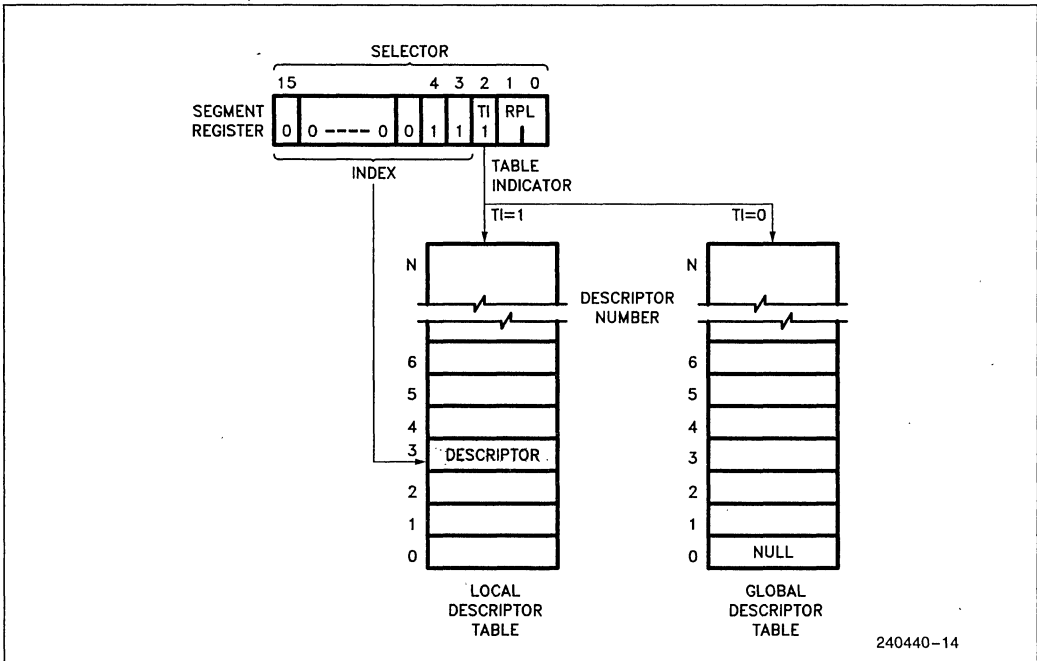 SELECTOR
15 4 3 2 1 0
SEGMENT REGISTER
TI RPL
0 0 ---- 0 0 1 1 1
INDEX
TABLE INDICATOR
TI=1 TI=0
N N
DESCRIPTOR NUMBER
6 6
5 5
4 4
3 DESCRIPTOR 3
2 2
1 1
0 0 NULL
LOCAL DESCRIPTOR TABLE
GLOBAL DESCRIPTOR TABLE
240440-14